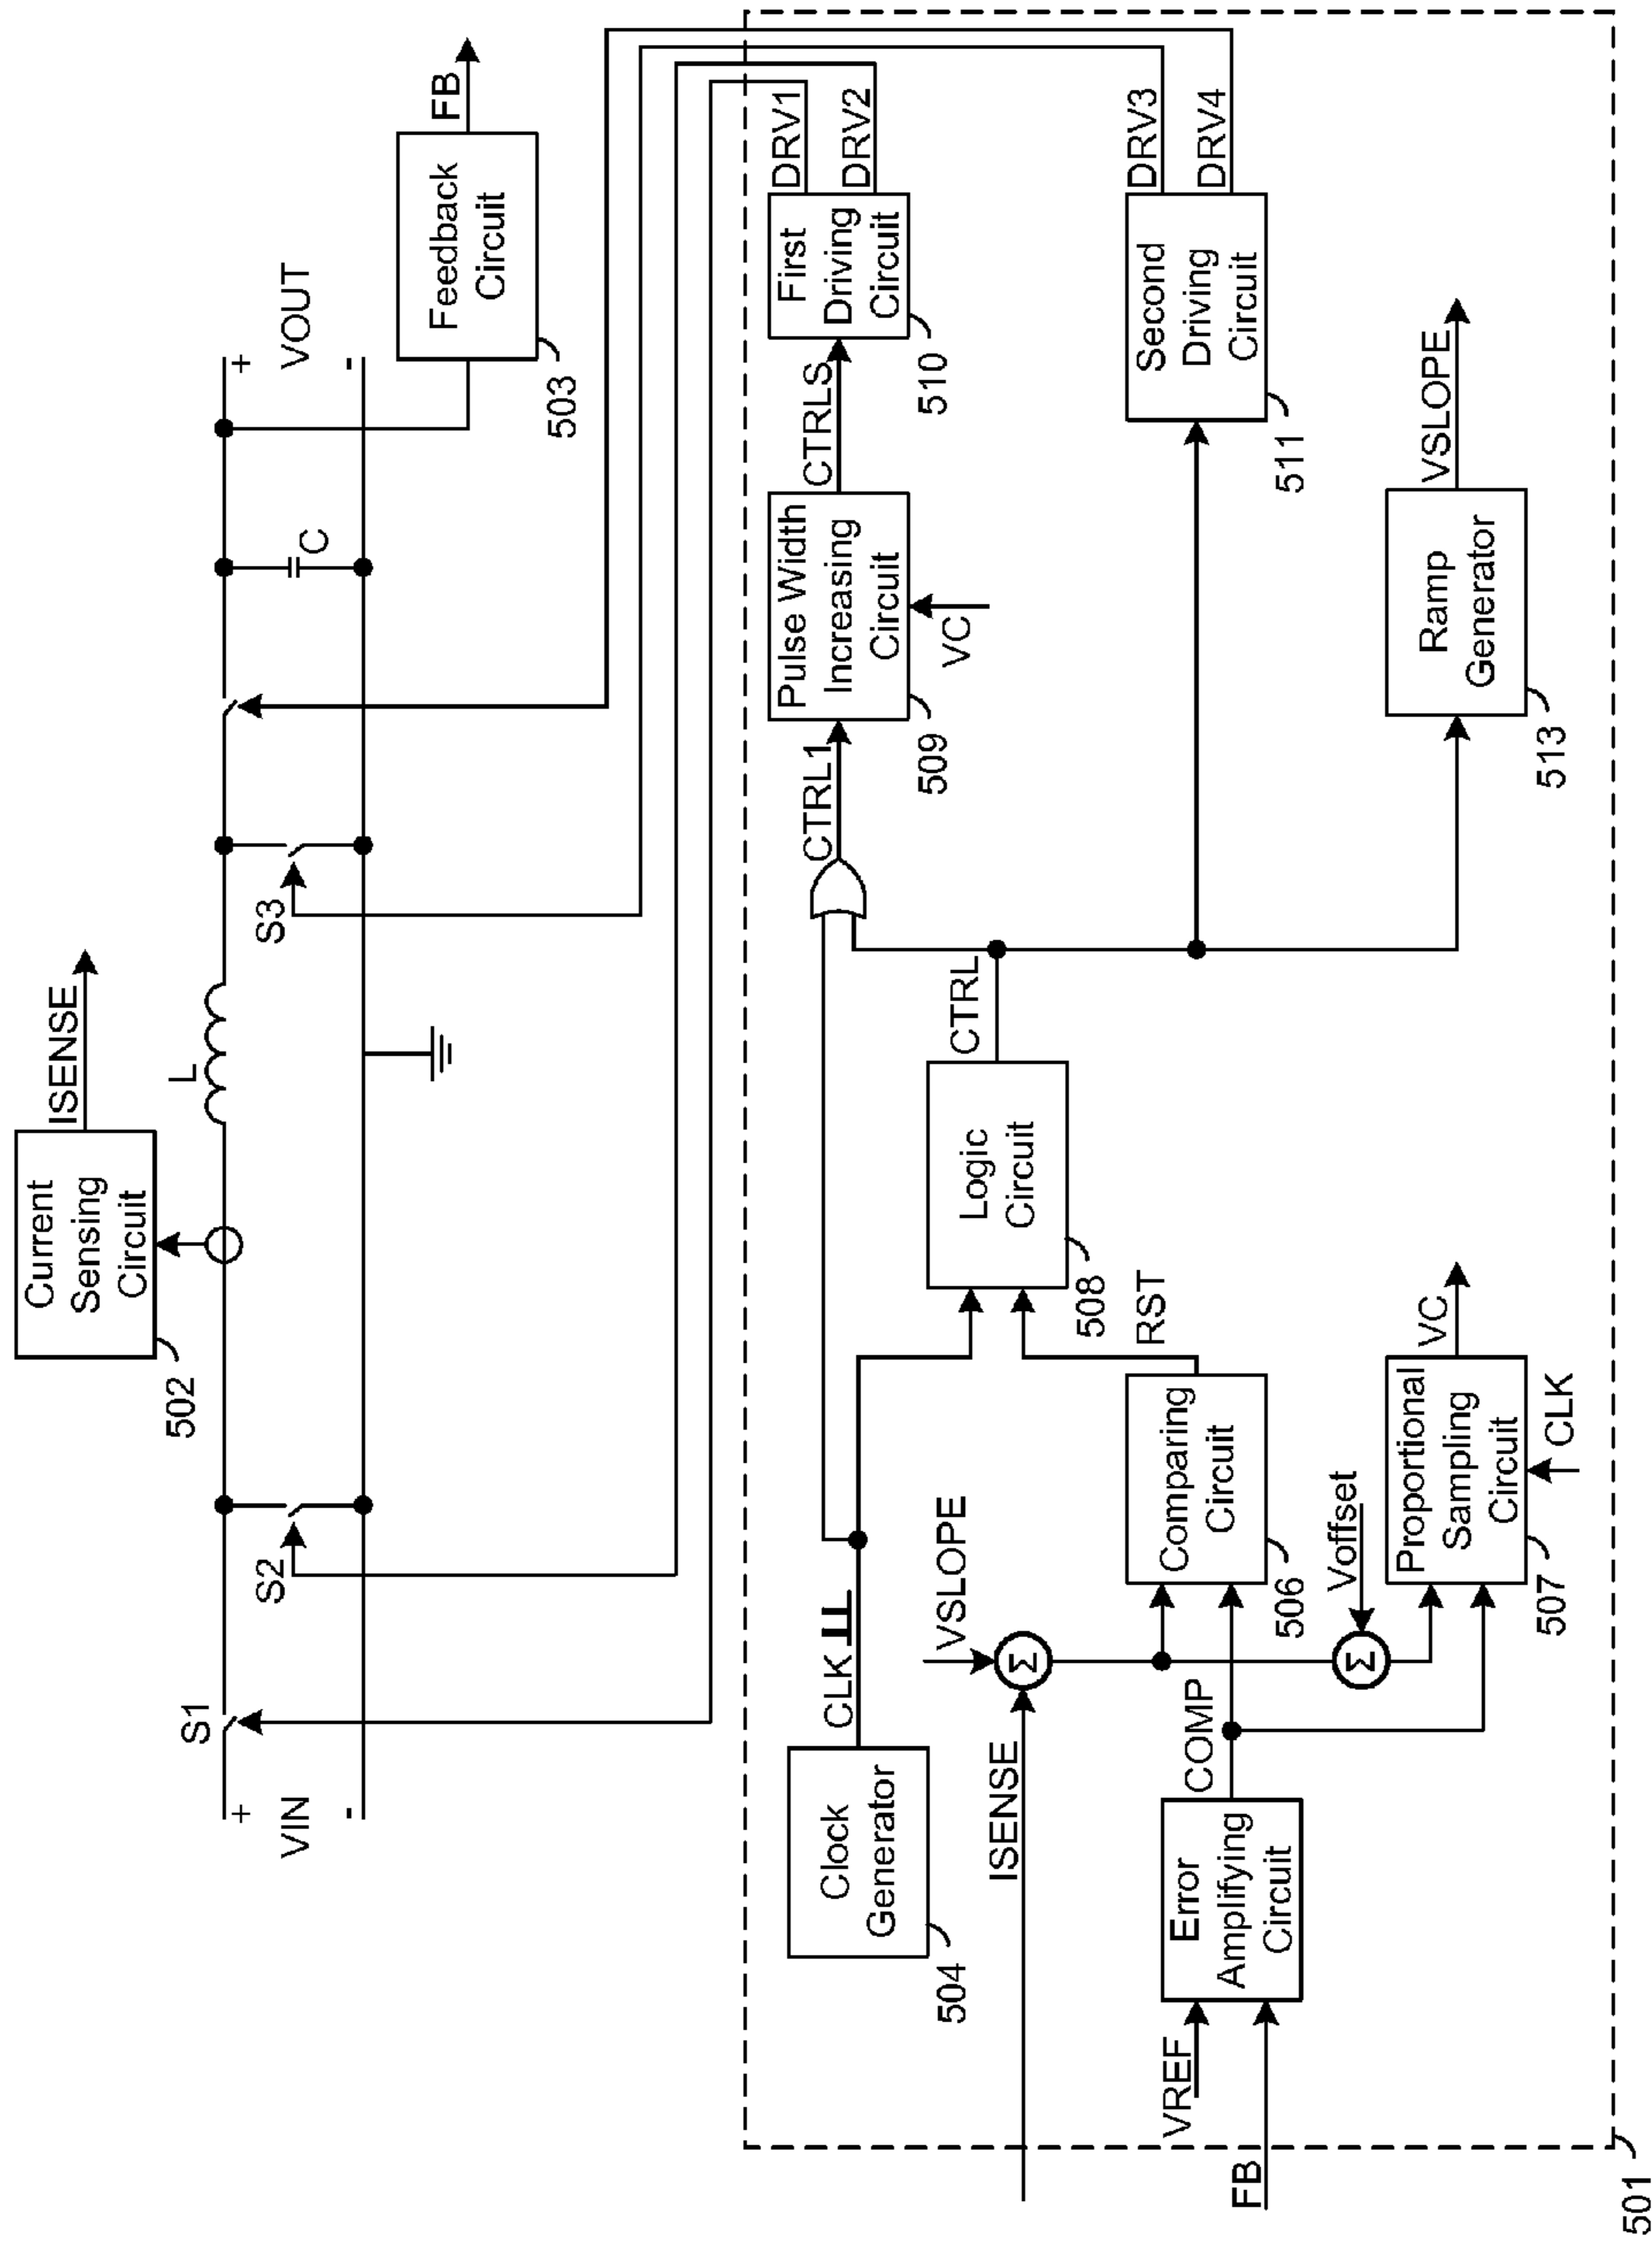 Current
Sensing
Circuit
502
ISENSE
S1
S2
L
S3
C
+
VIN
-
+
VOUT
-
Feedback
Circuit
503
FB
Clock
Generator
504
CLK
CTRL1
Pulse Width
Increasing
Circuit
509
VC
CTRLS
First
Driving
Circuit
510
DRV1
DRV2
ISENSE
VSLOPE
Σ
Logic
Circuit
508
CTRL
RST
VREF
FB
Error
Amplifying
Circuit
COMP
Comparing
Circuit
506
Second
Driving
Circuit
511
DRV3
DRV4
Voffset
Σ
Proportional
Sampling
Circuit
507
CLK
VC
Ramp
Generator
513
VSLOPE
501